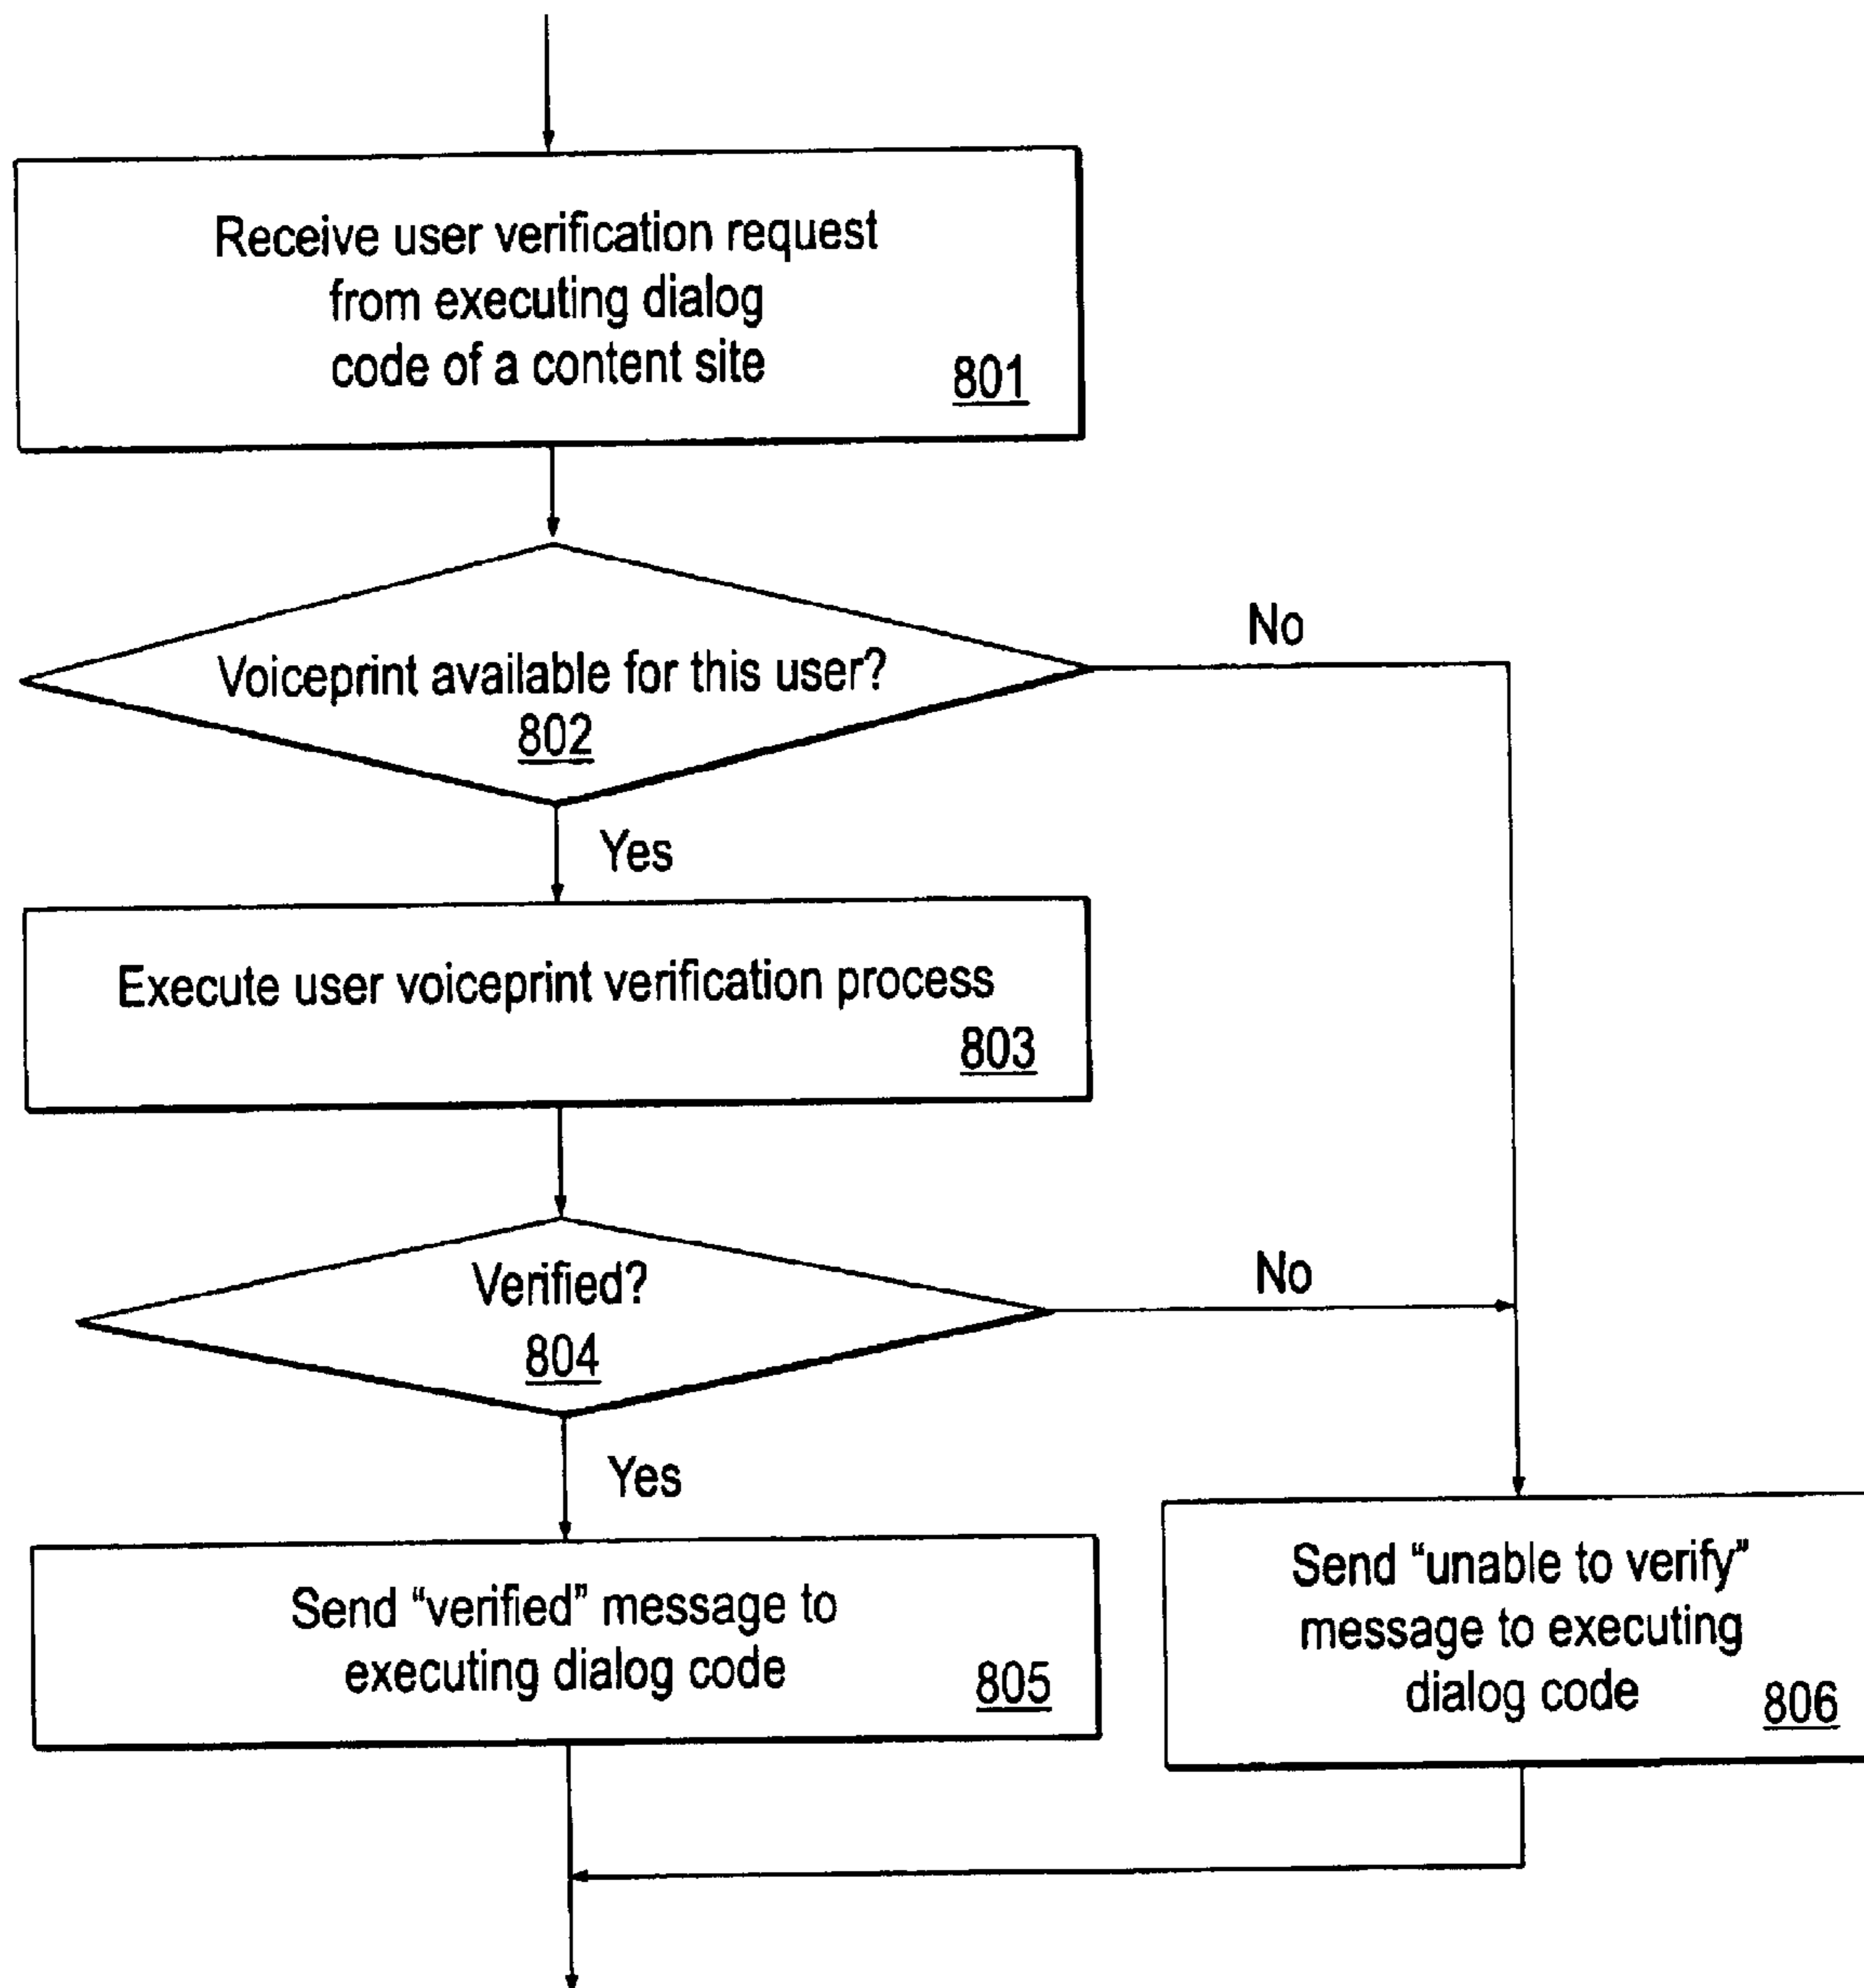 Receive user verification request
from executing dialog
code of a content site
801
Voiceprint available for this user?
802
No
Yes
Execute user voiceprint verification process
803
Verified?
804
No
Yes
Send “verified” message to
executing dialog code
805
Send “unable to verify”
message to executing
dialog code
806